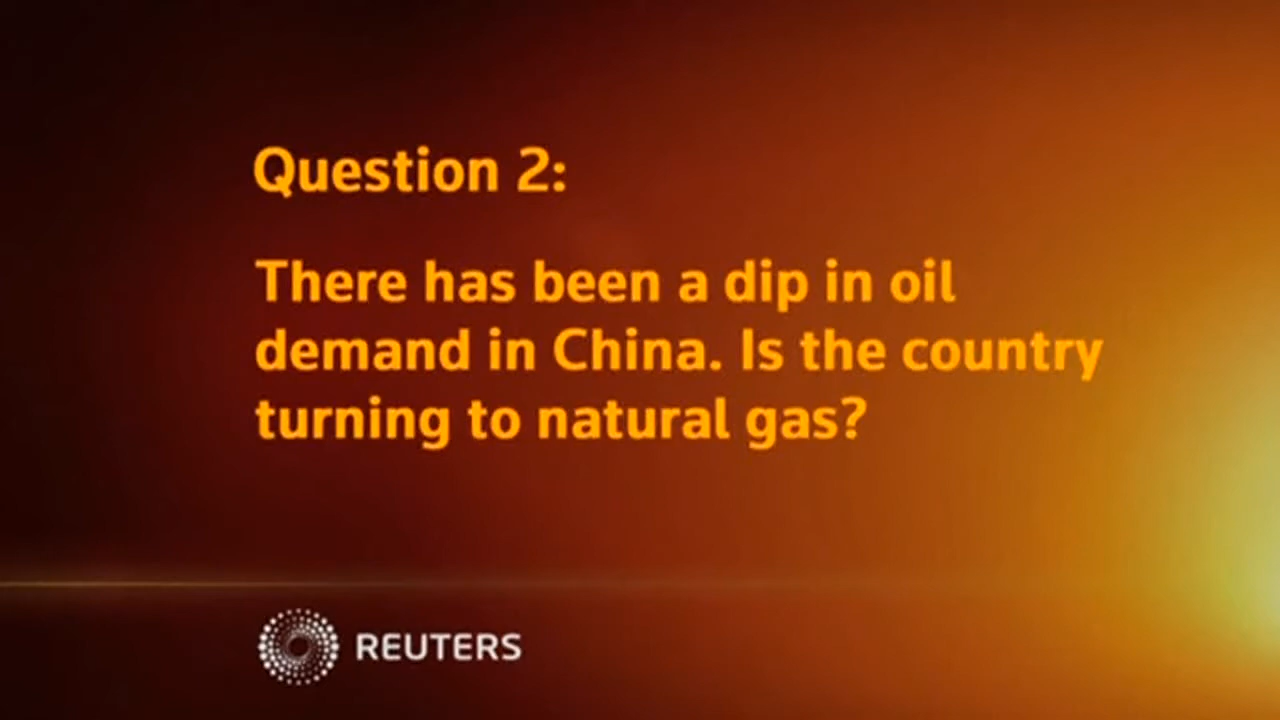 Question 2:
There has been a dip in oil
demand in China. Is the country
turning to natural gas?
REUTERS